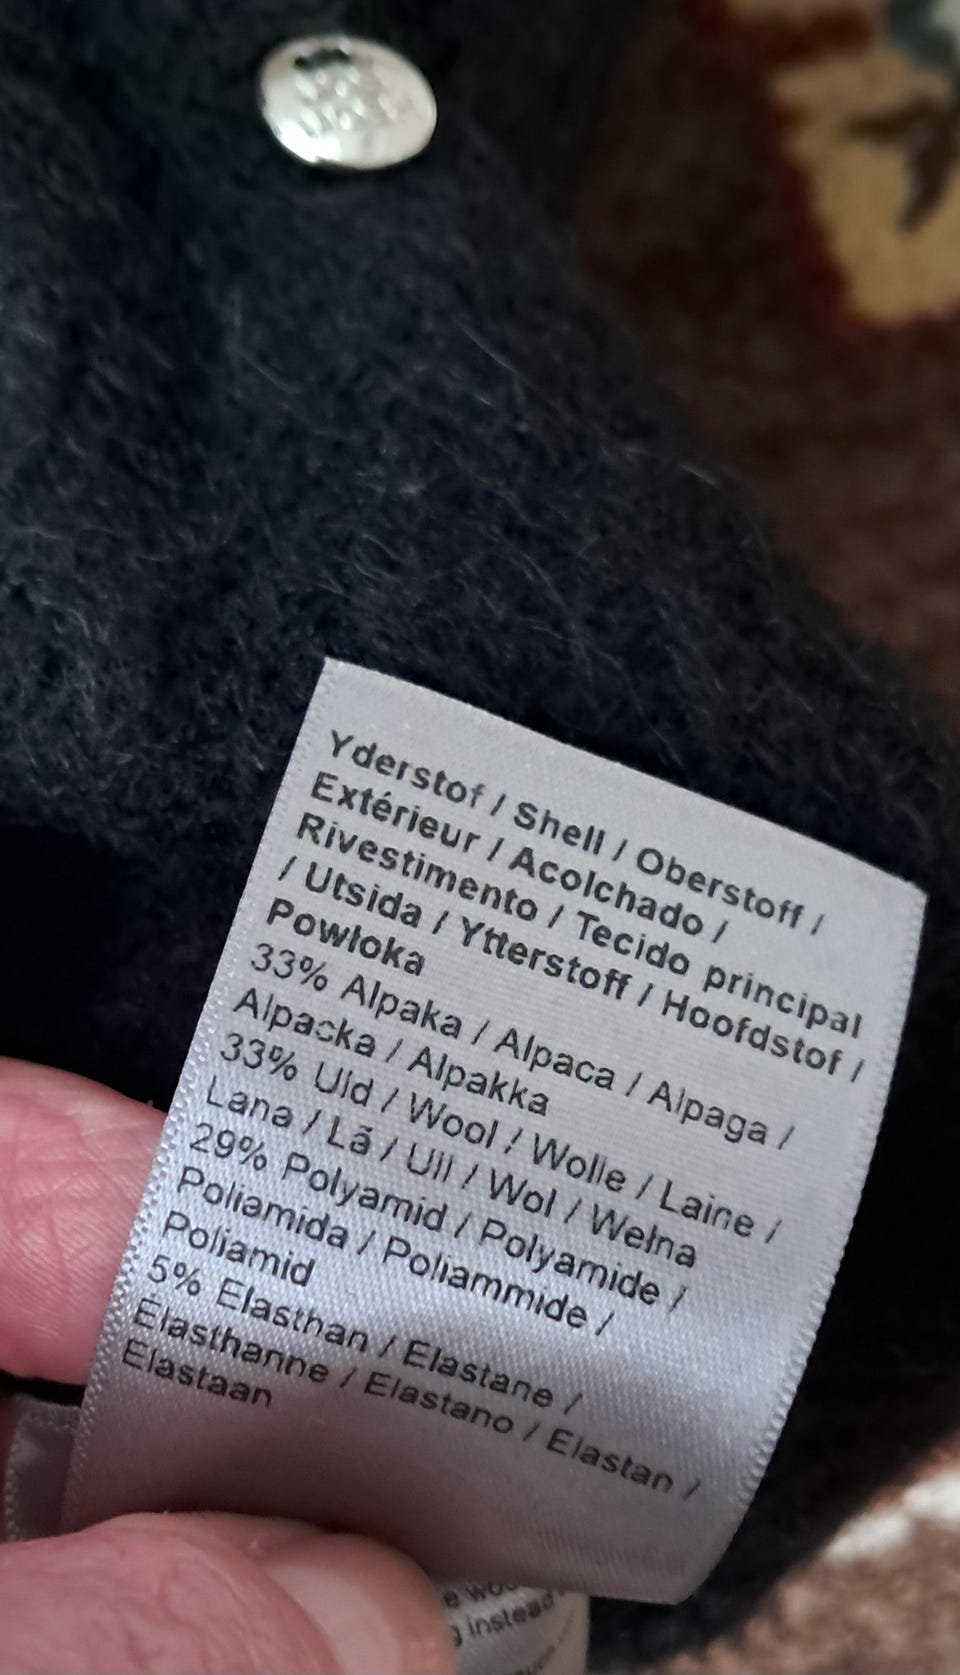 Yderstof / Shell / Oberstoff /
Extérieur / Acolchado /
Rivestimento / Tecido principal
/ Utsida / Ytterstoff / Hoofdstof /
Powłoka
33% Alpaka / Alpaca / Alpaga /
Alpacka / Alpakka
33% Uld / Wool / Wolle / Laine /
Lana / Lã / Ull / Wol / Wełna
29% Polyamid / Polyamide /
Poliamida / Poliammide /
Poliamid
5% Elasthan / Elastane /
Élasthanne / Elastano / Elastan /
Elastaan
instead